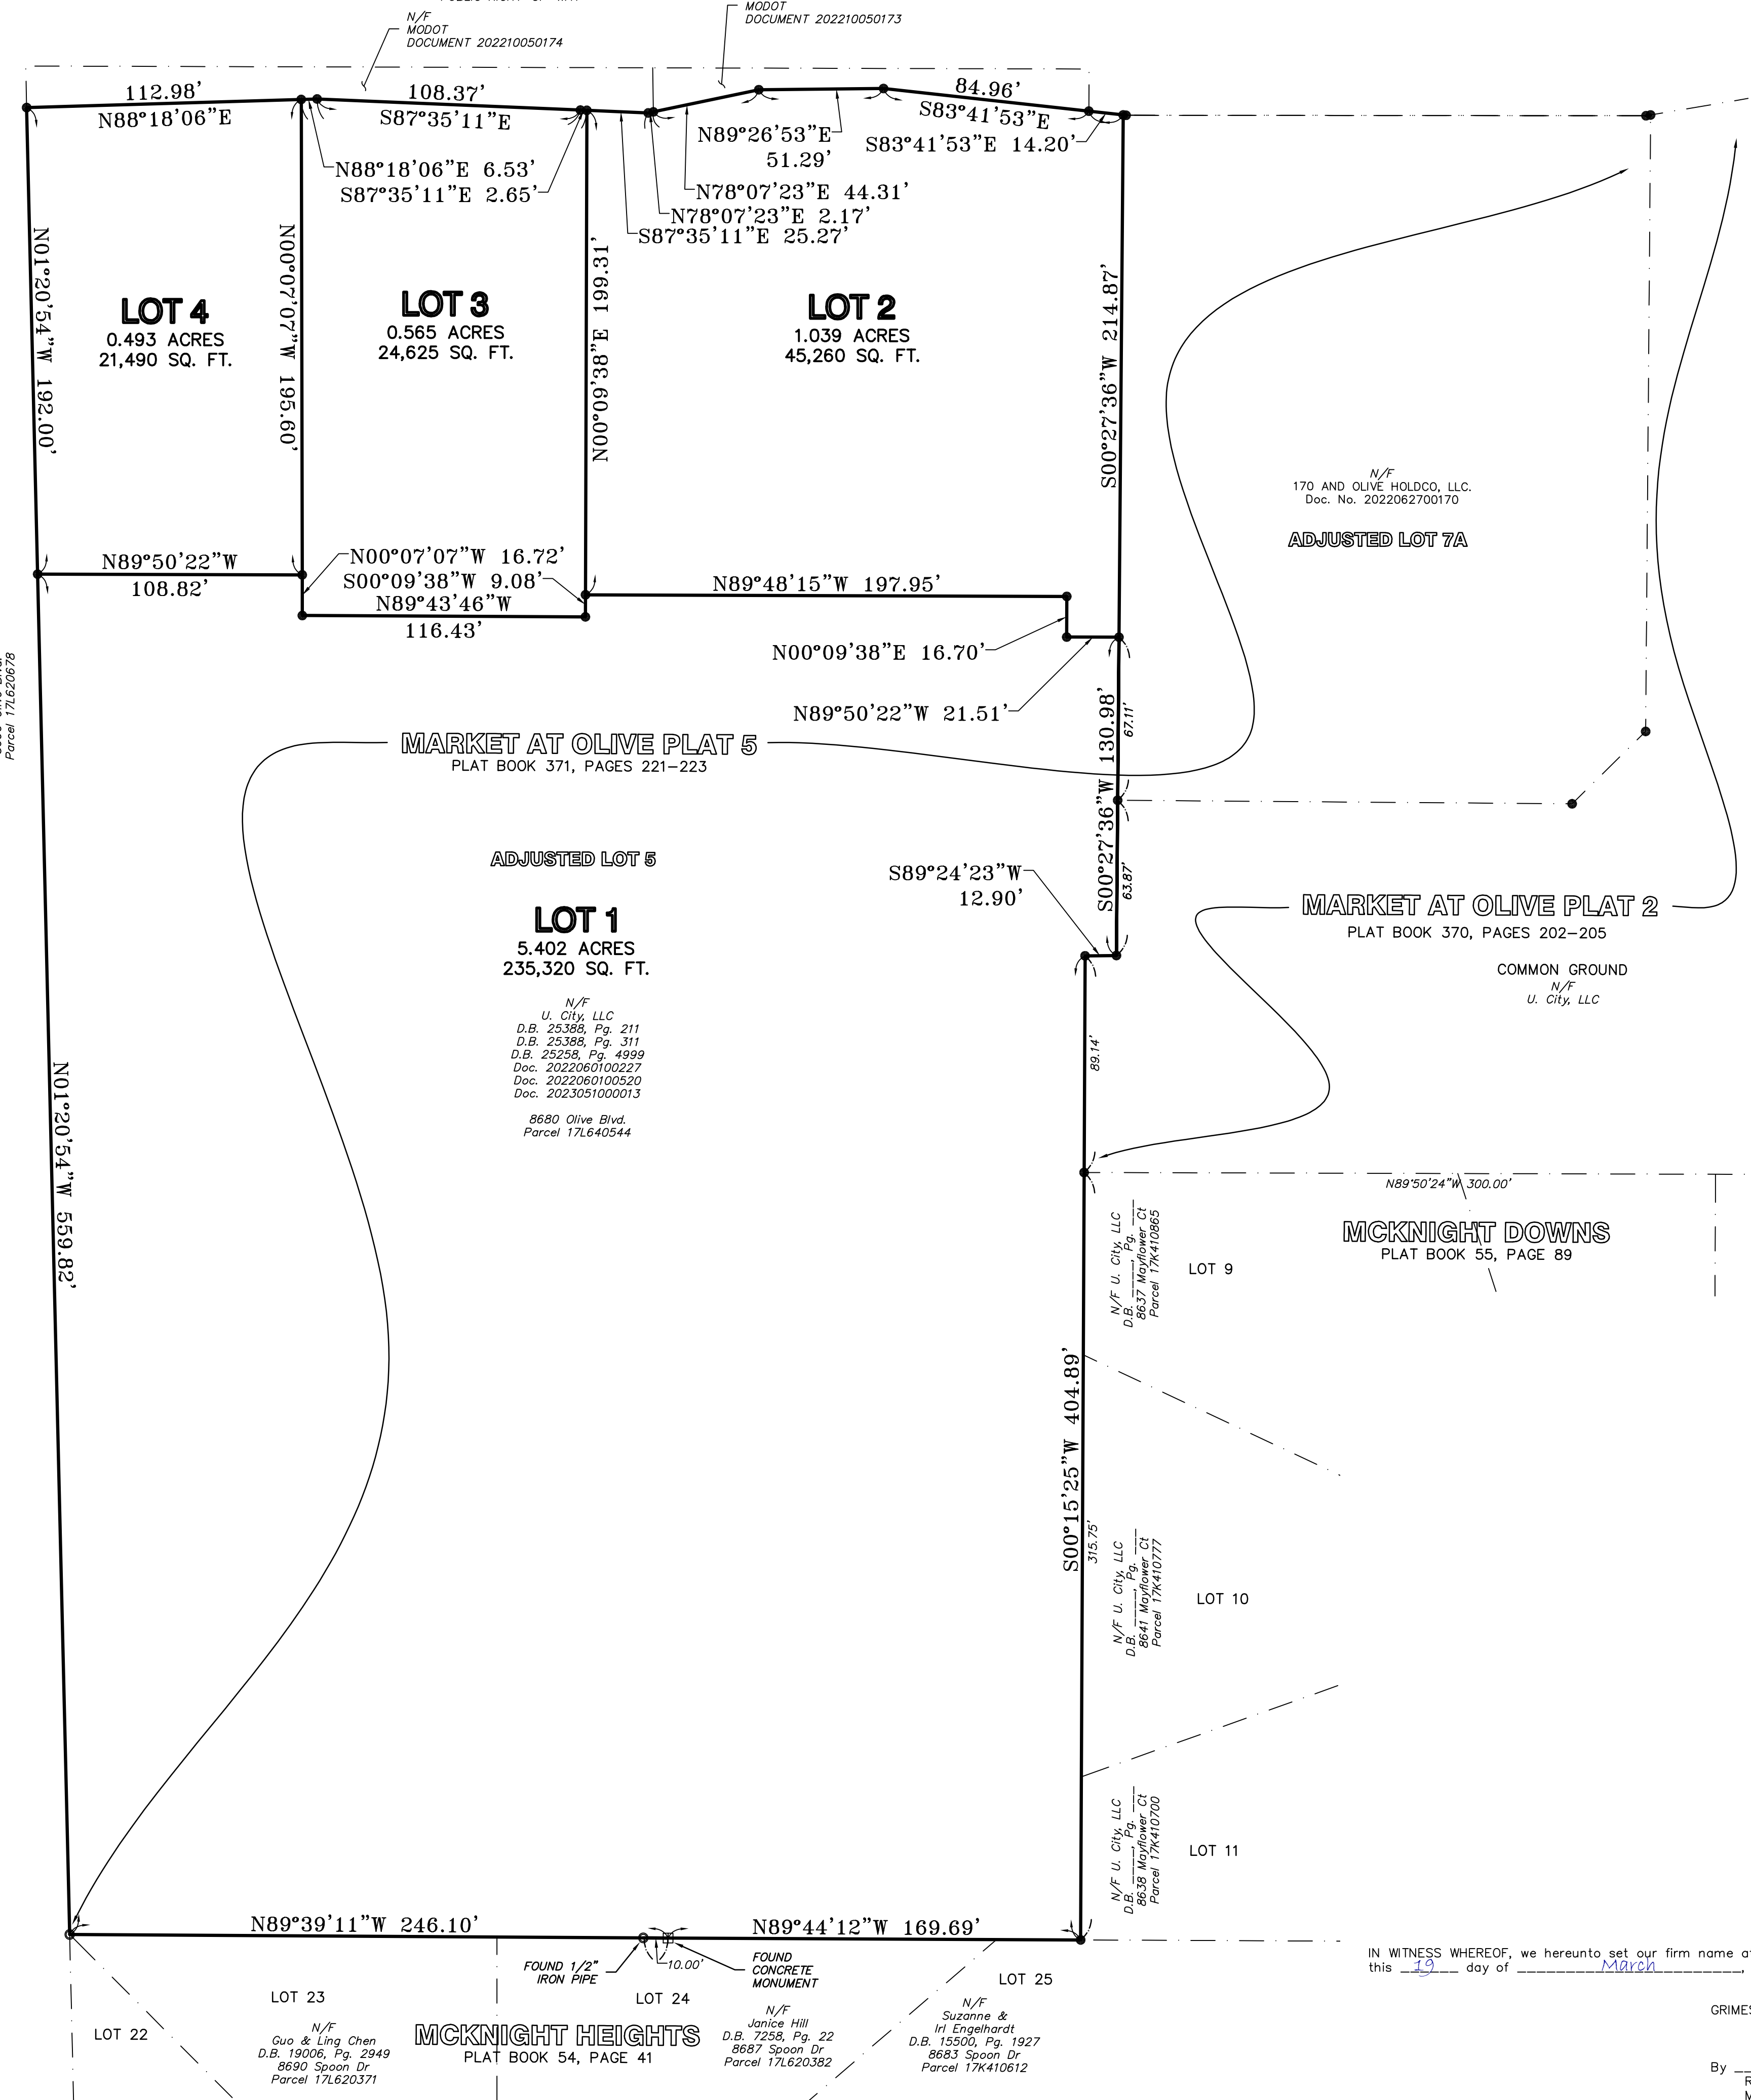 N/F
MODOT
DOCUMENT 202210050174
MODOT
DOCUMENT 202210050173
112.98'
N88°18'06"E
108.37'
S87°35'11"E
84.96'
S83°41'53"E
N89°26'53"E
51.29'
S83°41'53"E 14.20'
N88°18'06"E 6.53'
S87°35'11"E 2.65'
N78°07'23"E 44.31'
N78°07'23"E 2.17'
S87°35'11"E 25.27'
N01°20'54"W 192.00'
N00°07'07"W 195.60'
N00°09'38"E 199.31'
S00°27'36"W 214.87'
LOT 4
0.493 ACRES
21,490 SQ. FT.
LOT 3
0.565 ACRES
24,625 SQ. FT.
LOT 2
1.039 ACRES
45,260 SQ. FT.
N/F
170 AND OLIVE HOLDCO, LLC.
Doc. No. 2022062700170
ADJUSTED LOT 7A
N89°50'22"W
108.82'
N00°07'07"W 16.72'
S00°09'38"W 9.08'
N89°43'46"W
116.43'
N89°48'15"W 197.95'
N00°09'38"E 16.70'
N89°50'22"W 21.51'
Parcel 17L620678
S00°27'36"W 130.98'
67.11'
63.87'
MARKET AT OLIVE PLAT 5
PLAT BOOK 371, PAGES 221-223
ADJUSTED LOT 5
LOT 1
5.402 ACRES
235,320 SQ. FT.
N/F
U. City, LLC
D.B. 25388, Pg. 211
D.B. 25388, Pg. 311
D.B. 25258, Pg. 4999
Doc. 2022060100227
Doc. 2022060100520
Doc. 2023051000013
8680 Olive Blvd.
Parcel 17L640544
S89°24'23"W
12.90'
MARKET AT OLIVE PLAT 2
PLAT BOOK 370, PAGES 202-205
COMMON GROUND
N/F
U. City, LLC
89.14'
N01°20'54"W 559.82'
N89°50'24"W 300.00'
MCKNIGHT DOWNS
PLAT BOOK 55, PAGE 89
N/F U. City, LLC
D.B. _____, Pg. ____
8637 Mayflower Ct
Parcel 17K410865
LOT 9
S00°15'25"W 404.89'
315.75'
N/F U. City, LLC
D.B. _____, Pg. ____
8641 Mayflower Ct
Parcel 17K410777
LOT 10
N/F U. City, LLC
D.B. _____, Pg. ____
8638 Mayflower Ct
Parcel 17K410700
LOT 11
N89°39'11"W 246.10'
N89°44'12"W 169.69'
FOUND 1/2"
IRON PIPE
10.00'
FOUND
CONCRETE
MONUMENT
LOT 22
LOT 23
N/F
Guo & Ling Chen
D.B. 19006, Pg. 2949
8690 Spoon Dr
Parcel 17L620371
LOT 24
MCKNIGHT HEIGHTS
PLAT BOOK 54, PAGE 41
N/F
Janice Hill
D.B. 7258, Pg. 22
8687 Spoon Dr
Parcel 17L620382
LOT 25
N/F
Suzanne &
Irl Engelhardt
D.B. 15500, Pg. 1927
8683 Spoon Dr
Parcel 17K410612
IN WITNESS WHEREOF, we hereunto set our firm name
this 19 day of March,
GRIMES
By